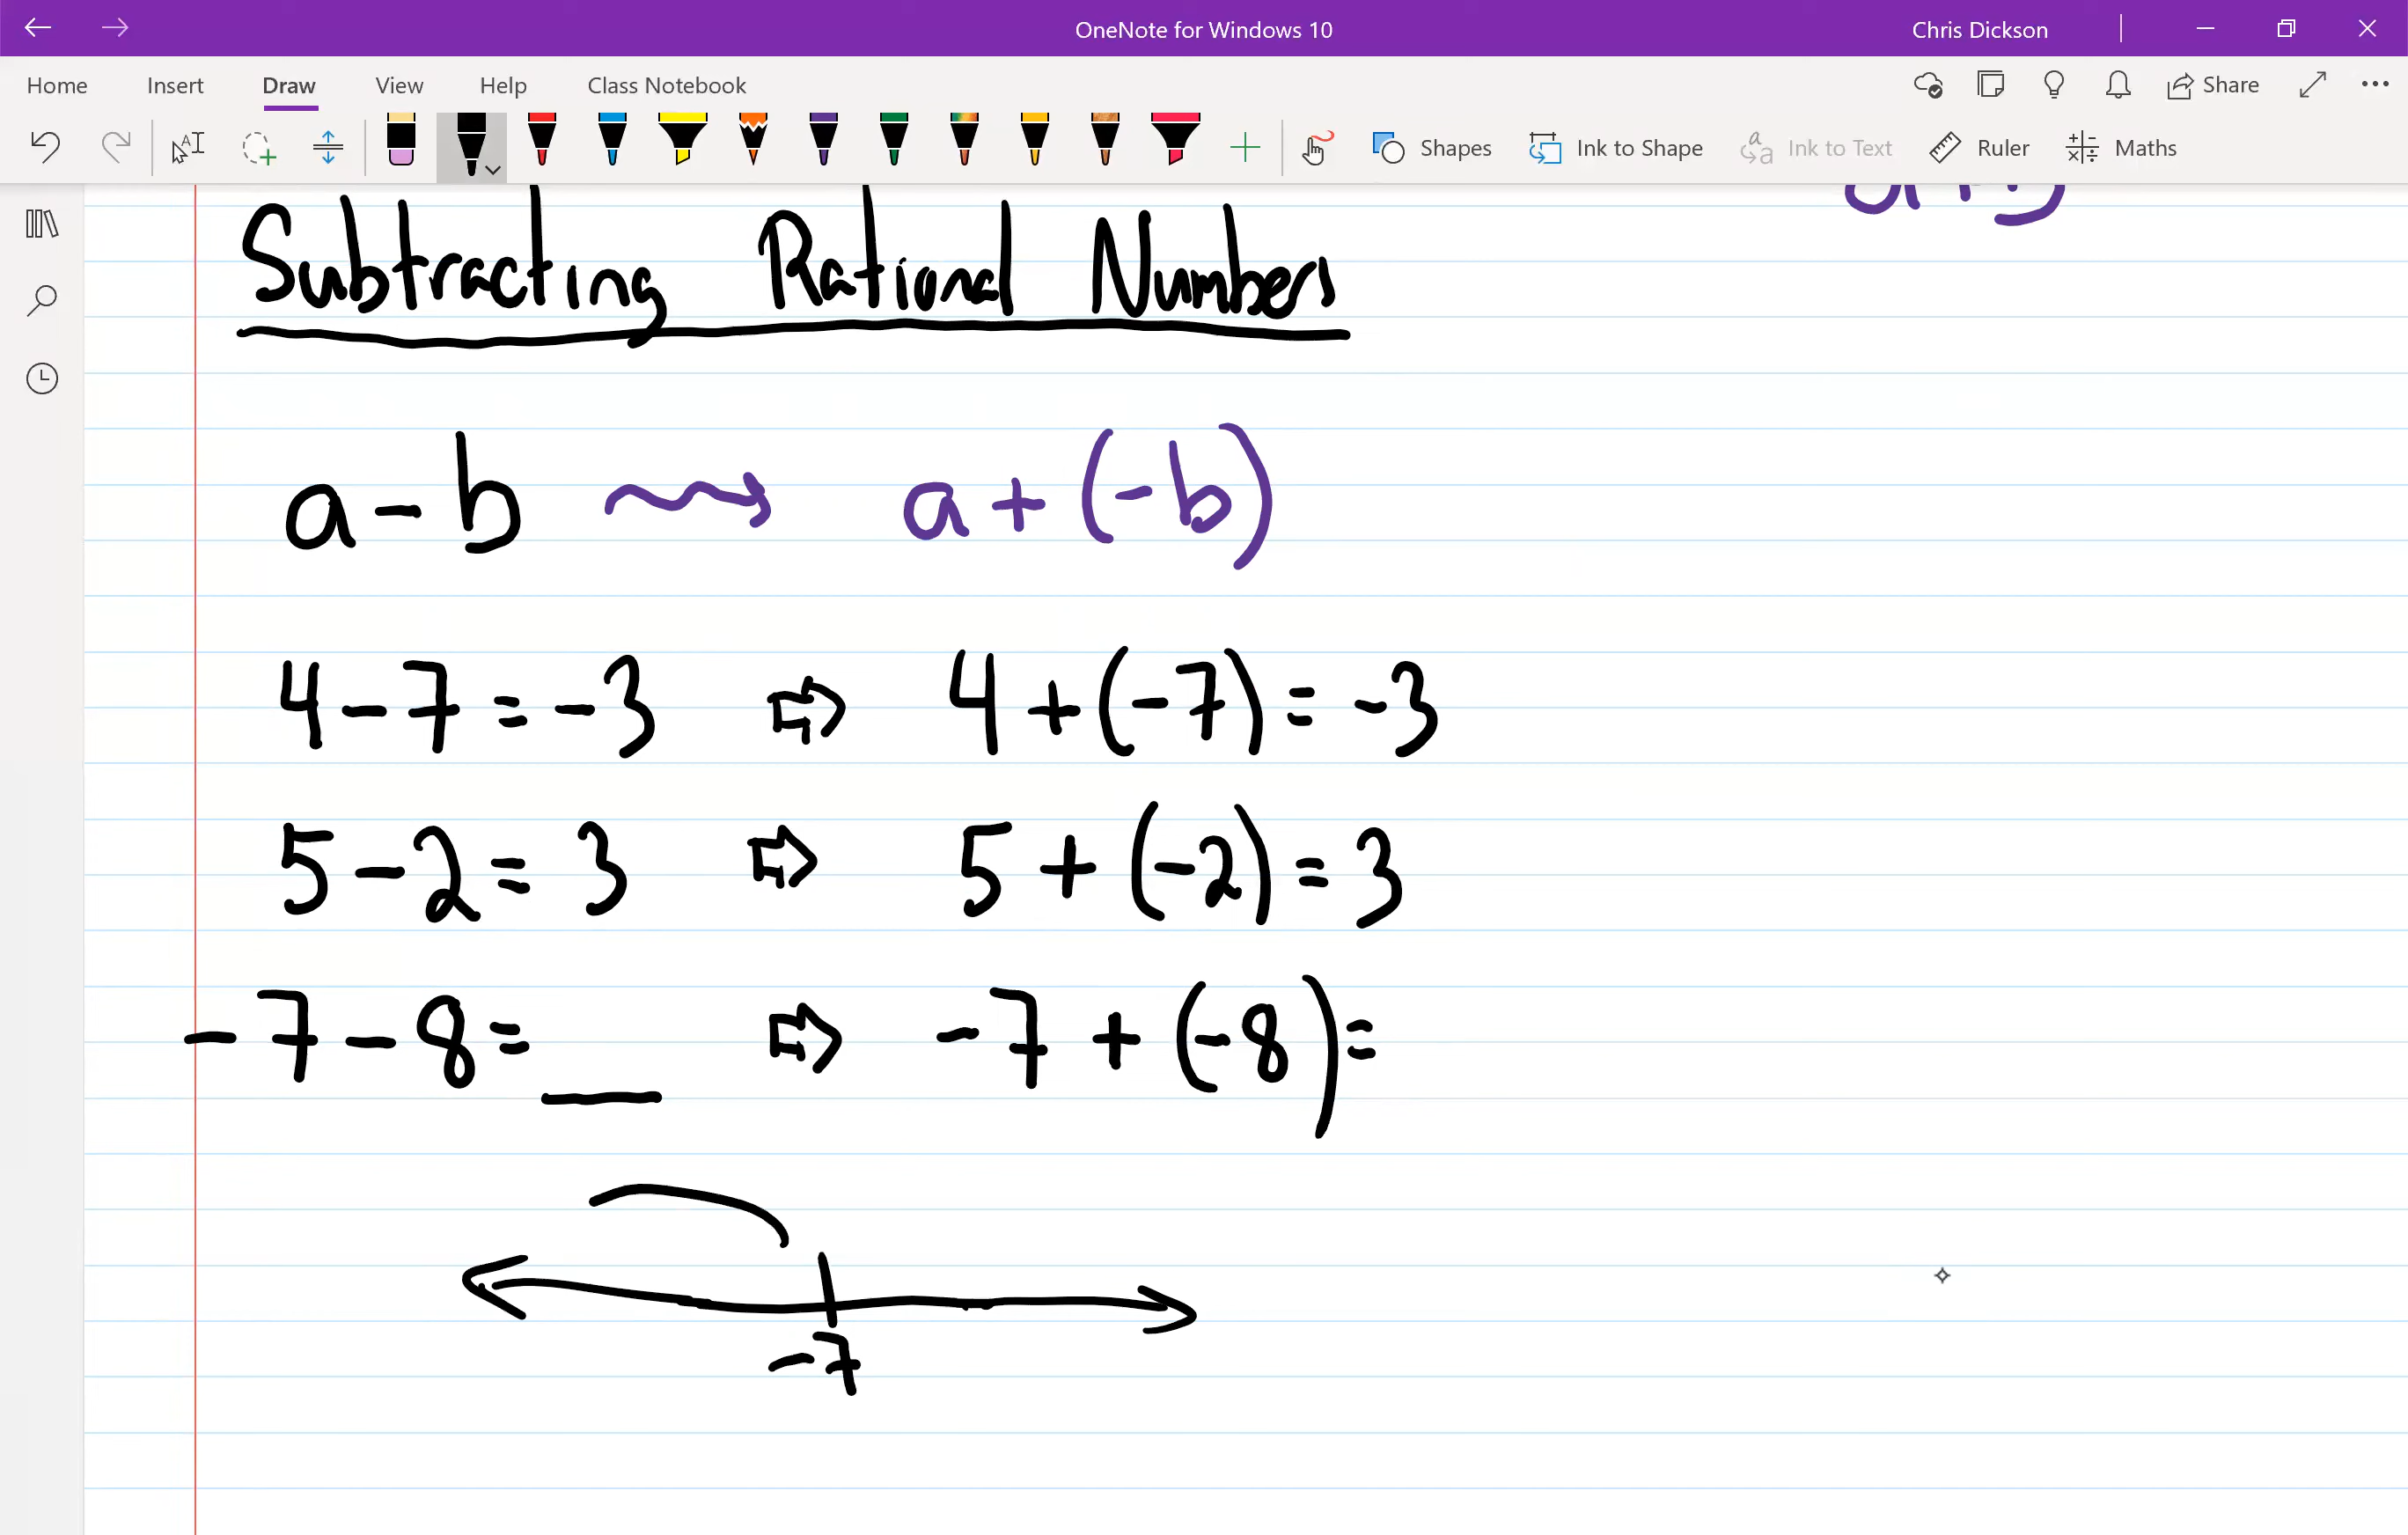 OneNote for Windows 10 Chris Dickson
Home Insert Draw View Help Class Notebook Share
Shapes Ink to Shape Ink to Text Ruler Maths
Subtracting Rational Numbers
a - b a + (-b)
4 - 7 = -3 ⇨ 4 + (-7) = -3
5 - 2 = 3 ⇨ 5 + (-2) = 3
-7 - 8 = ___ ⇨ -7 + (-8) =
-7